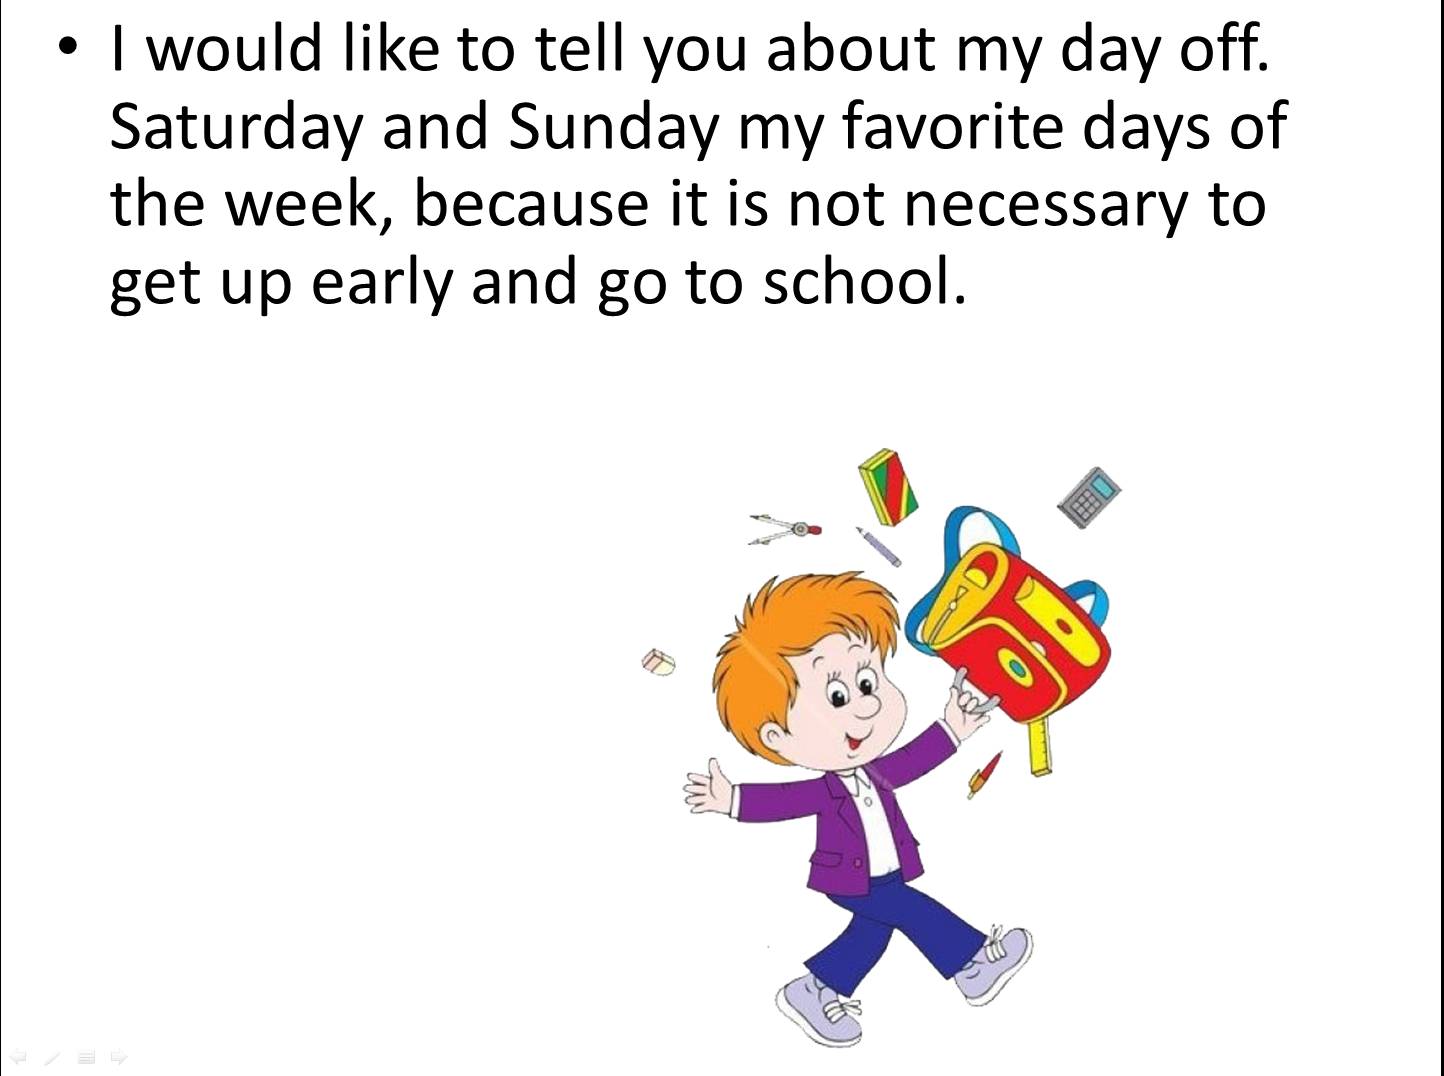 • I would like to tell you about my day off.
Saturday and Sunday my favorite days of
the week, because it is not necessary to
get up early and go to school.